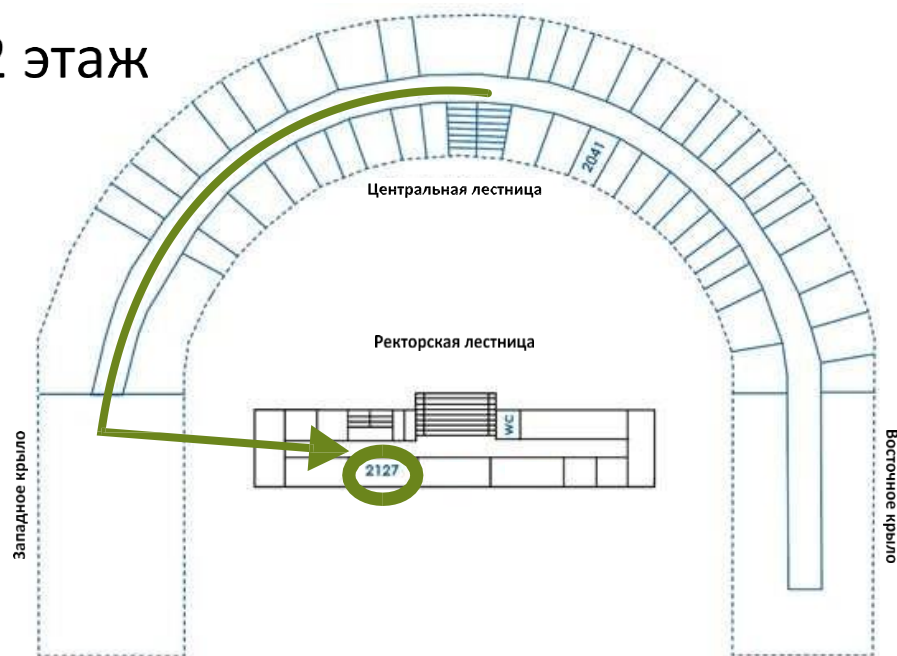 2 этаж
2041
Центральная лестница
Ректорская лестница
WC
2127
Западное крыло
Восточное крыло